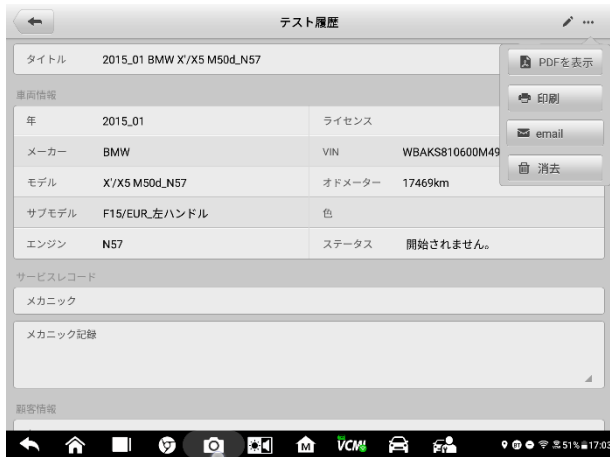 テスト履歴
タイトル 2015_01 BMW X'/X5 M50d_N57
PDFを表示
車両情報
印刷
年 2015_01 ライセンス
email
メーカー BMW VIN WBAKS810600M49
消去
モデル X'/X5 M50d_N57 オドメーター 17469km
サブモデル F15/EUR_左ハンドル 色
エンジン N57 ステータス 開始されません。
サービスレコード
メカニック
メカニック記録
顧客情報
M VCMI 51% 17:03